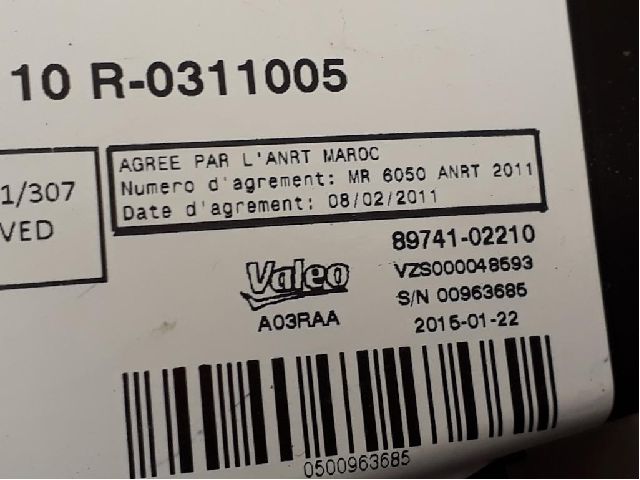 10 R-0311005
1/307
VED
AGREE PAR L'ANRT MAROC
Numero d'agrement: MR 6050 ANRT 2011
Date d'agrement: 08/02/2011
89741-02210
Valeo
VZS000048693
A03RAA
S/N 00963685
2015-01-22
0500963685